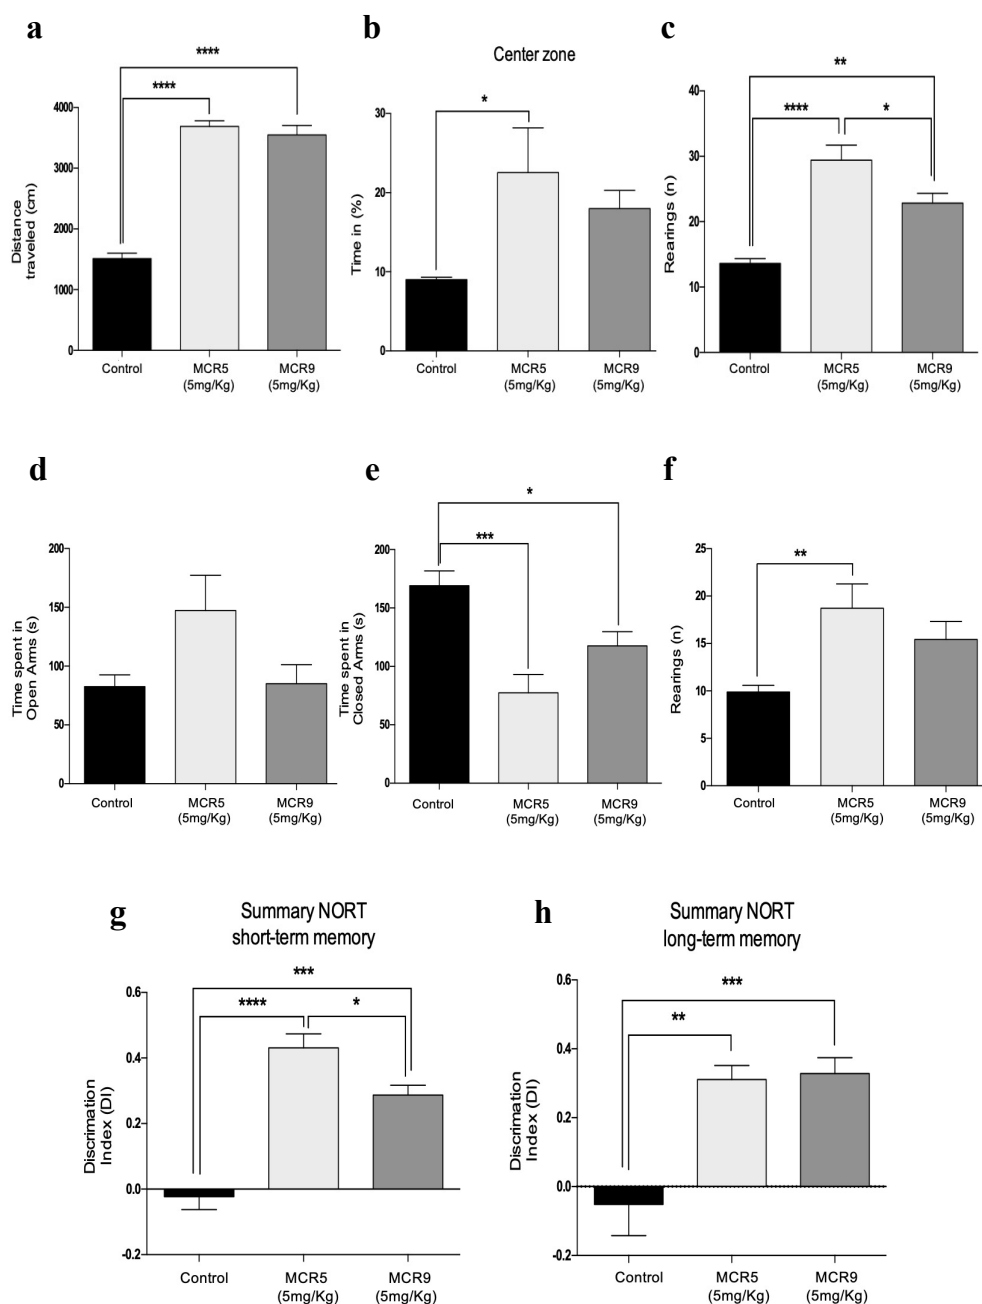 a
****
****
Distance
traveled (cm)
4000
3000
2000
1000
0
Control
MCR5
(5mg/Kg)
MCR9
(5mg/Kg)
b
Center zone
*
Time in (%)
30
20
10
0
Control
MCR5
(5mg/Kg)
MCR9
(5mg/Kg)
c
**
****
*
Rearings (n)
40
30
20
10
0
Control
MCR5
(5mg/Kg)
MCR9
(5mg/Kg)
d
Time spent in
Open Arms (s)
200
150
100
50
0
Control
MCR5
(5mg/Kg)
MCR9
(5mg/Kg)
e
*
***
Time spent in
Closed Arms (s)
200
150
100
50
0
Control
MCR5
(5mg/Kg)
MCR9
(5mg/Kg)
f
**
Rearings (n)
25
20
15
10
5
0
Control
MCR5
(5mg/Kg)
MCR9
(5mg/Kg)
g
Summary NORT
short-term memory
***
****
*
Discrimation
Index (DI)
0.6
0.4
0.2
0.0
-0.2
Control
MCR5
(5mg/Kg)
MCR9
(5mg/Kg)
h
Summary NORT
long-term memory
***
**
Discrimation
Index (DI)
0.6
0.4
0.2
0.0
-0.2
Control
MCR5
(5mg/Kg)
MCR9
(5mg/Kg)